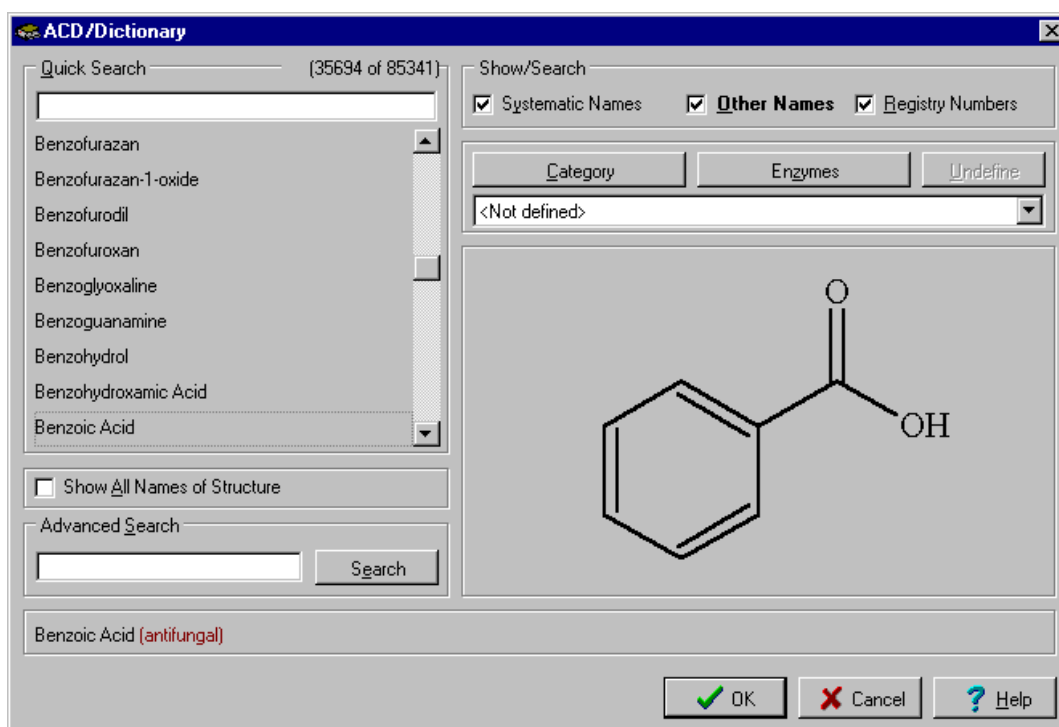 ACD/Dictionary
Quick Search (35694 of 85341)
Benzofurazan
Benzofurazan-1-oxide
Benzofurodil
Benzofuroxan
Benzoglyoxaline
Benzoguanamine
Benzohydrol
Benzohydroxamic Acid
Benzoic Acid
Show All Names of Structure
Advanced Search
Search
Show/Search
Systematic Names Other Names Registry Numbers
Category Enzymes Undefine
<Not defined>
O
OH
Benzoic Acid (antifungal)
OK Cancel Help